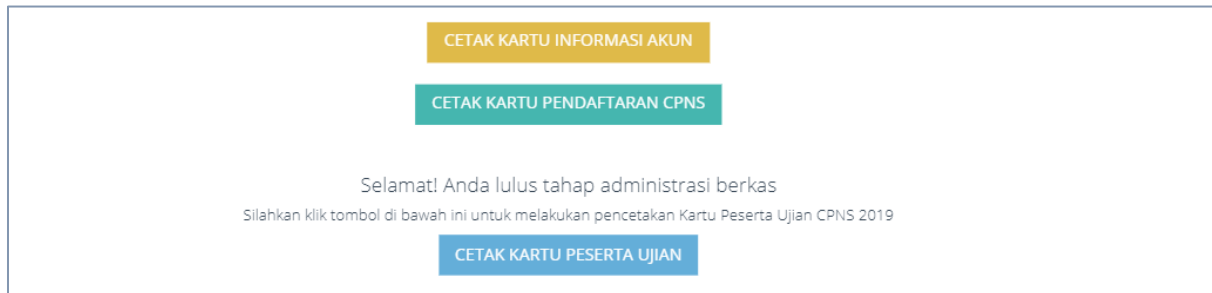 CETAK KARTU INFORMASI AKUN
CETAK KARTU PENDAFTARAN CPNS
Selamat! Anda lulus tahap administrasi berkas
Silahkan klik tombol di bawah ini untuk melakukan pencetakan Kartu Peserta Ujian CPNS 2019
CETAK KARTU PESERTA UJIAN